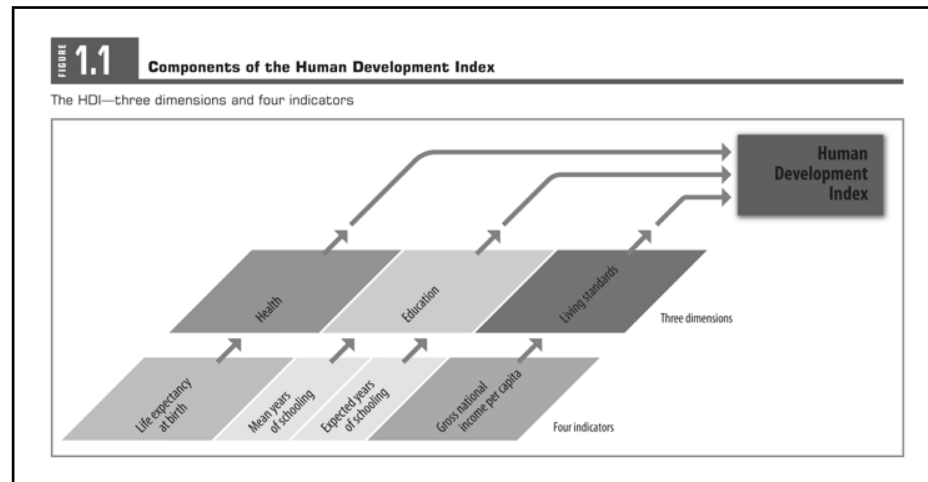 FIGURE
1.1
Components of the Human Development Index
The HDI—three dimensions and four indicators
Human
Development
Index
Health
Education
Living standards
Three dimensions
Life expectancy
at birth
Mean years
of schooling
Expected years
of schooling
Gross national
income per capita
Four indicators